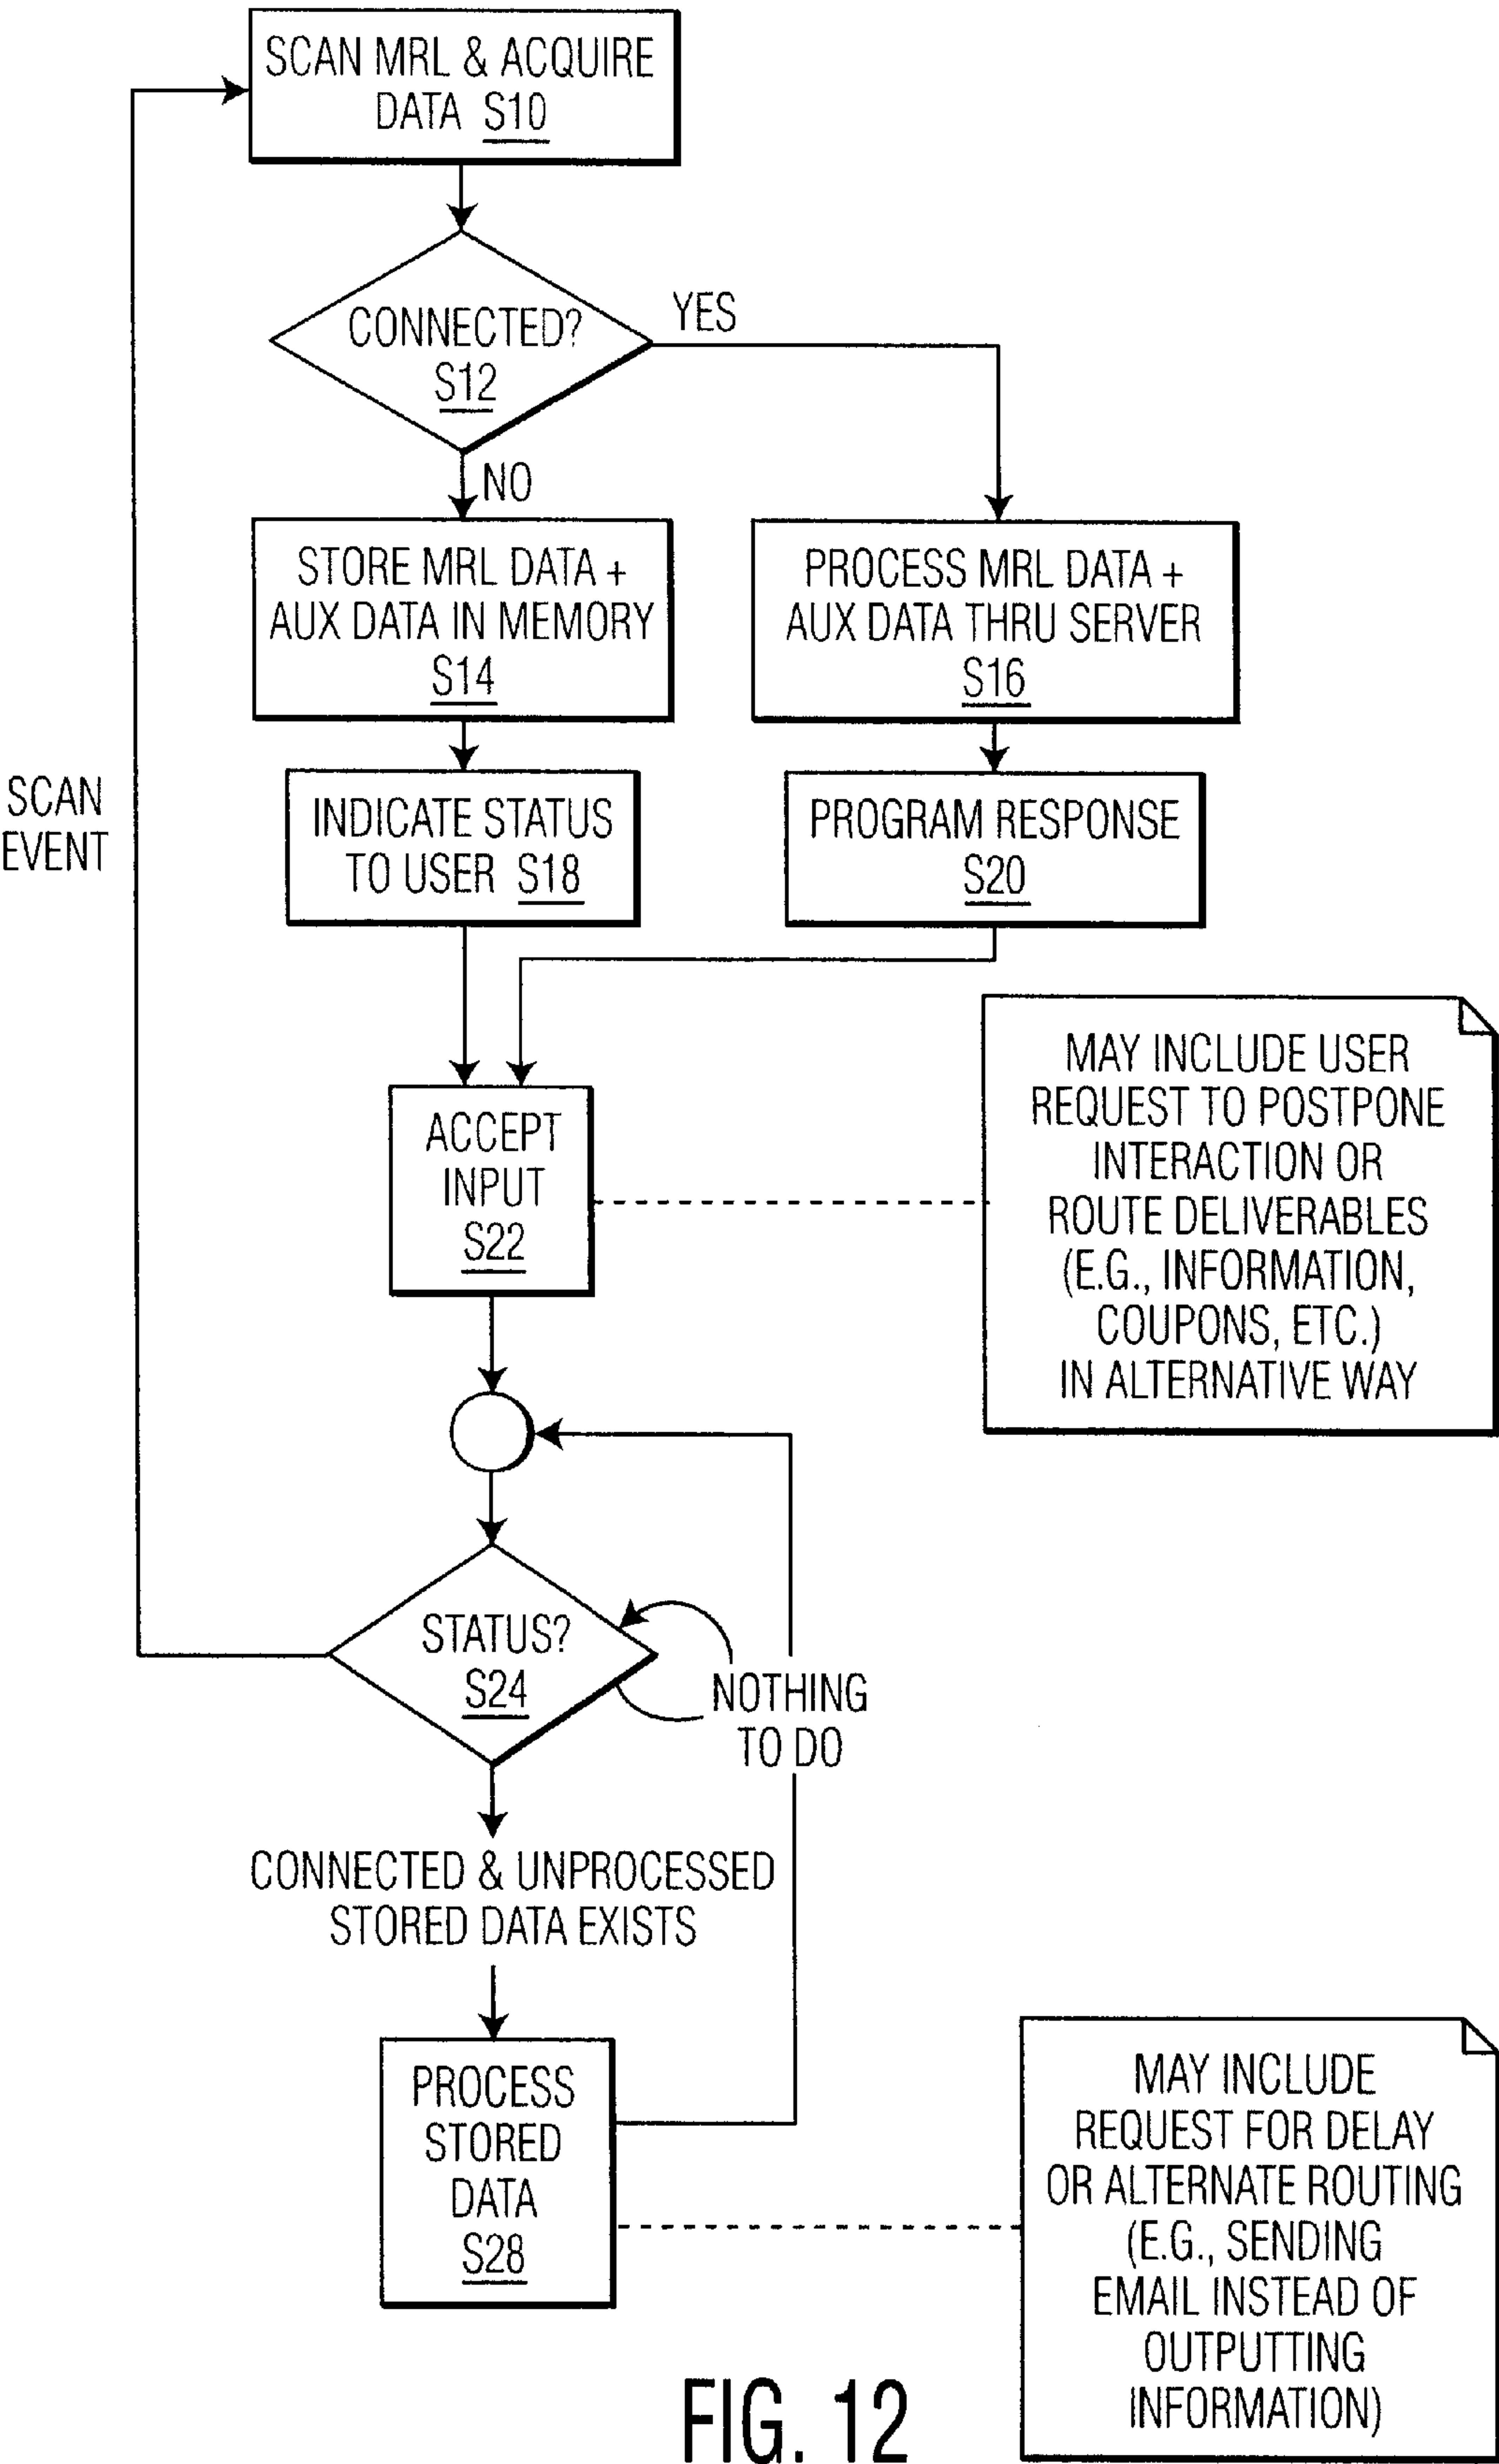 SCAN MRL & ACQUIRE
DATA S10
CONNECTED?
S12
YES
NO
STORE MRL DATA +
AUX DATA IN MEMORY
S14
PROCESS MRL DATA +
AUX DATA THRU SERVER
S16
SCAN
EVENT
INDICATE STATUS
TO USER S18
PROGRAM RESPONSE
S20
ACCEPT
INPUT
S22
MAY INCLUDE USER
REQUEST TO POSTPONE
INTERACTION OR
ROUTE DELIVERABLES
(E.G., INFORMATION,
COUPONS, ETC.)
IN ALTERNATIVE WAY
STATUS?
S24
NOTHING
TO DO
CONNECTED & UNPROCESSED
STORED DATA EXISTS
PROCESS
STORED
DATA
S28
MAY INCLUDE
REQUEST FOR DELAY
OR ALTERNATE ROUTING
(E.G., SENDING
EMAIL INSTEAD OF
OUTPUTTING
INFORMATION)
FIG. 12